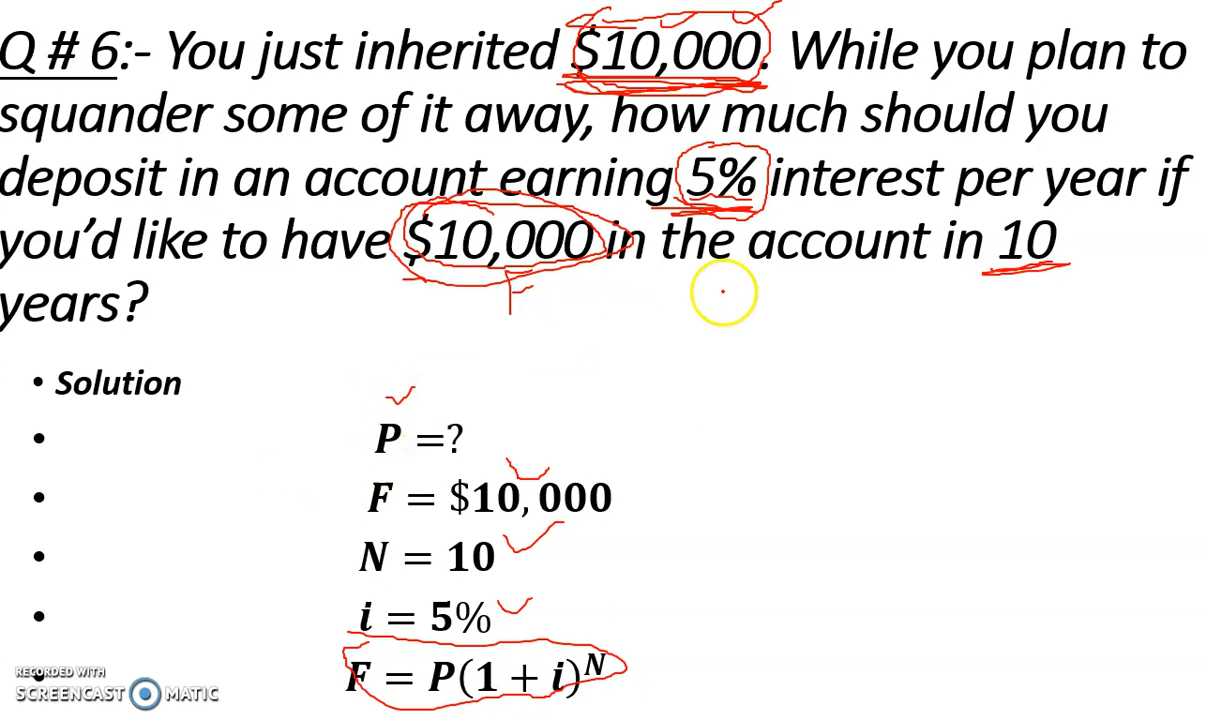 Q # 6:- You just inherited $10,000. While you plan to
squander some of it away, how much should you
deposit in an account earning 5% interest per year if
you’d like to have $10,000 in the account in 10
years?
• Solution
• P =?
• F = $10,000
• N = 10
• i = 5%
• F = P(1 + i)^N
F
RECORDED WITH
SCREENCAST MATIC